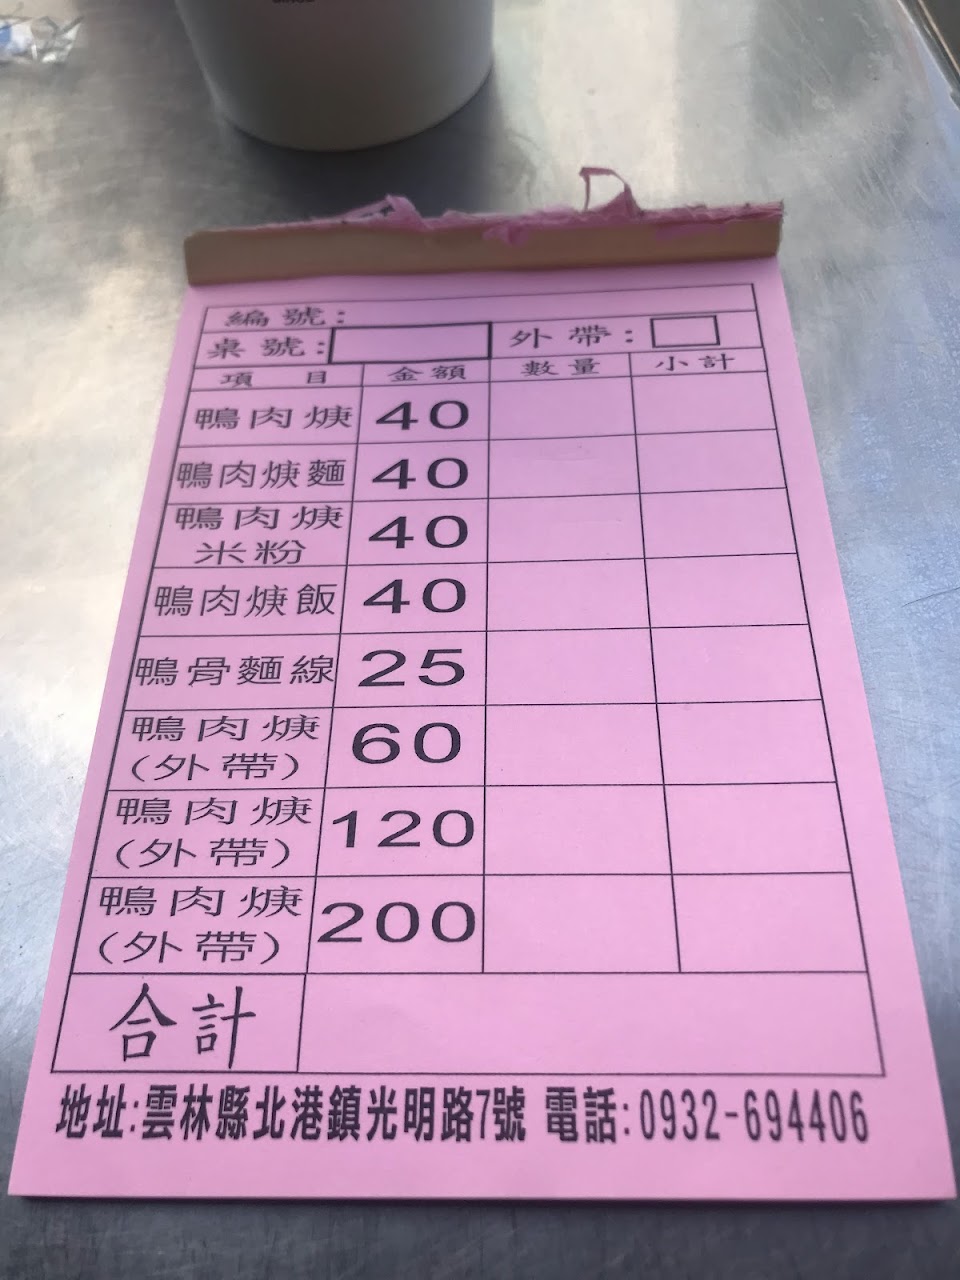 編號:
桌號: 外帶:
項目 金額 數量 小計
鴨肉焿 40
鴨肉焿麵 40
鴨肉焿
米粉 40
鴨肉焿飯 40
鴨骨麵線 25
鴨肉焿
(外帶) 60
鴨肉焿
(外帶) 120
鴨肉焿
(外帶) 200
合計
地址:雲林縣北港鎮光明路7號 電話:0932-694406